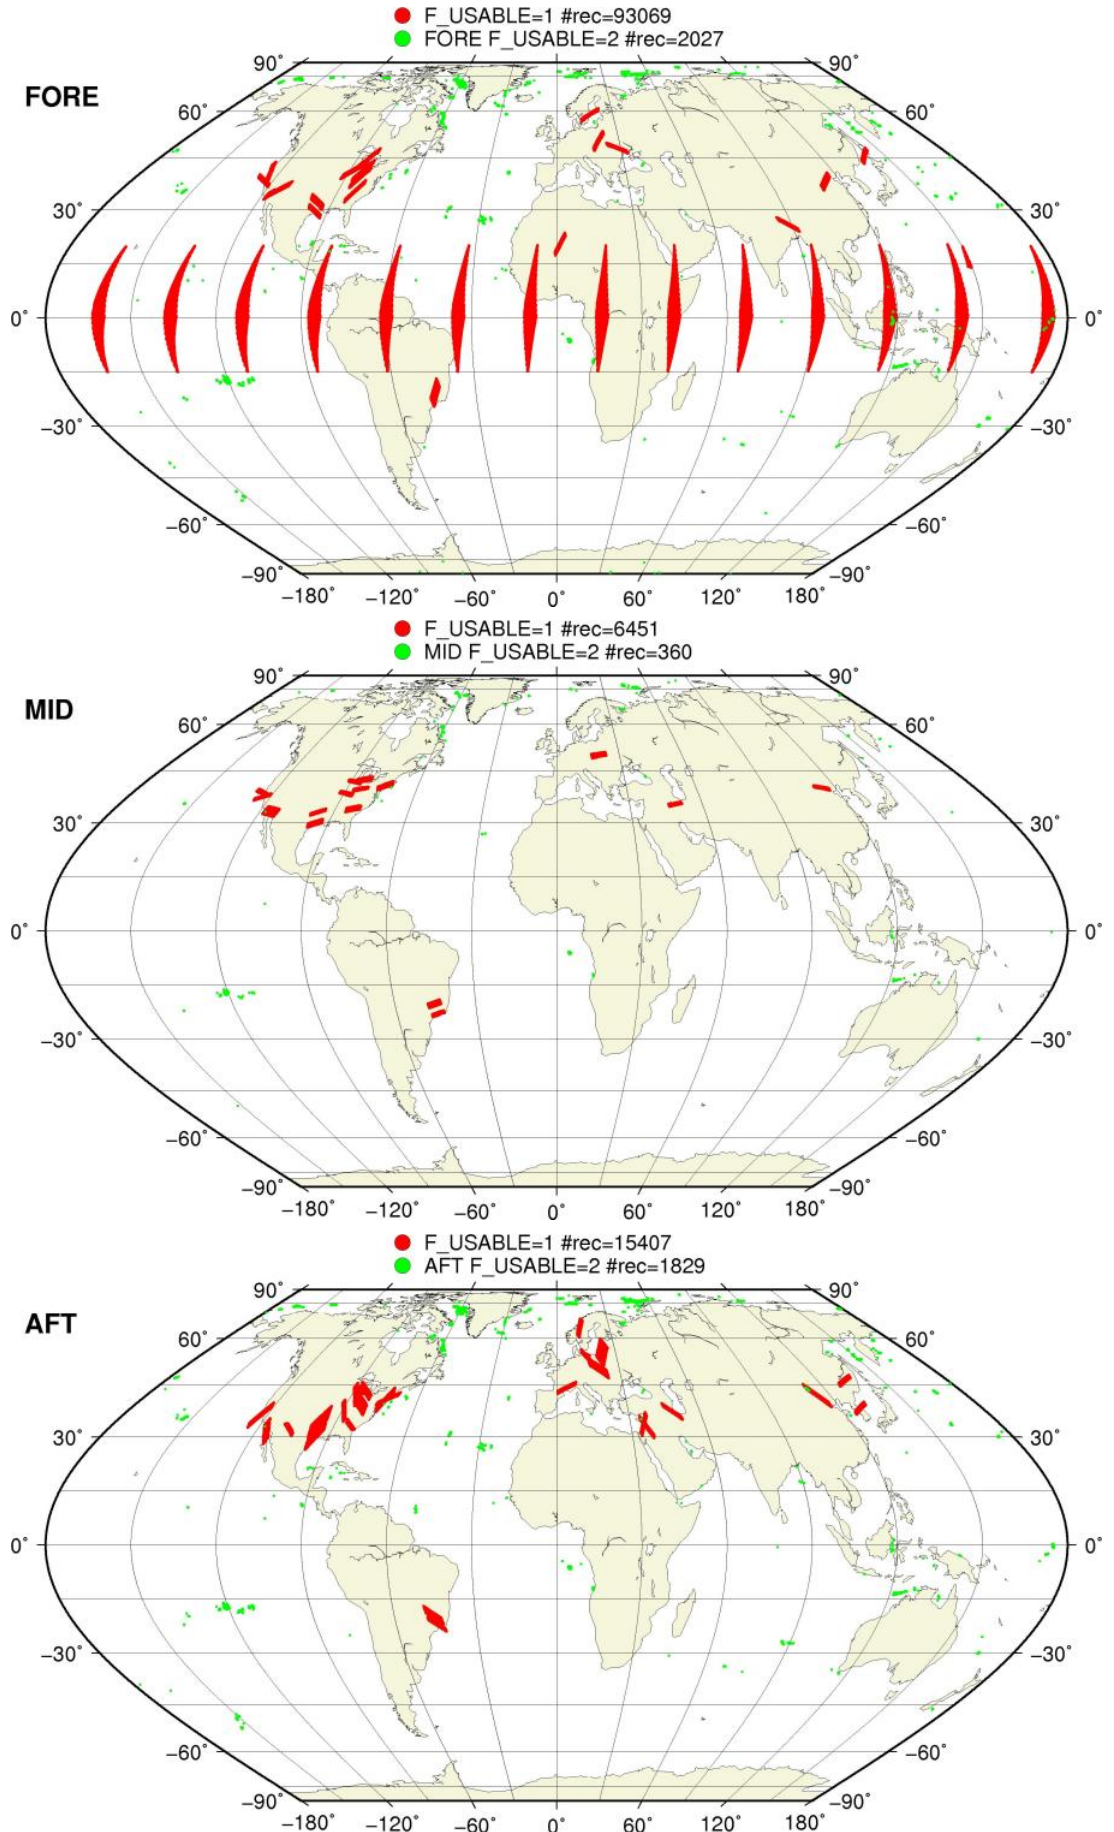 F_USABLE=1 #rec=93069
FORE F_USABLE=2 #rec=2027
FORE
90° 90°
60° 60°
30° 30°
0° 0°
−30° −30°
−60° −60°
−90° −90°
−180° −120° −60° 0° 60° 120° 180°
F_USABLE=1 #rec=6451
MID F_USABLE=2 #rec=360
MID
90° 90°
60° 60°
30° 30°
0° 0°
−30° −30°
−60° −60°
−90° −90°
−180° −120° −60° 0° 60° 120° 180°
F_USABLE=1 #rec=15407
AFT F_USABLE=2 #rec=1829
AFT
90° 90°
60° 60°
30° 30°
0° 0°
−30° −30°
−60° −60°
−90° −90°
−180° −120° −60° 0° 60° 120° 180°